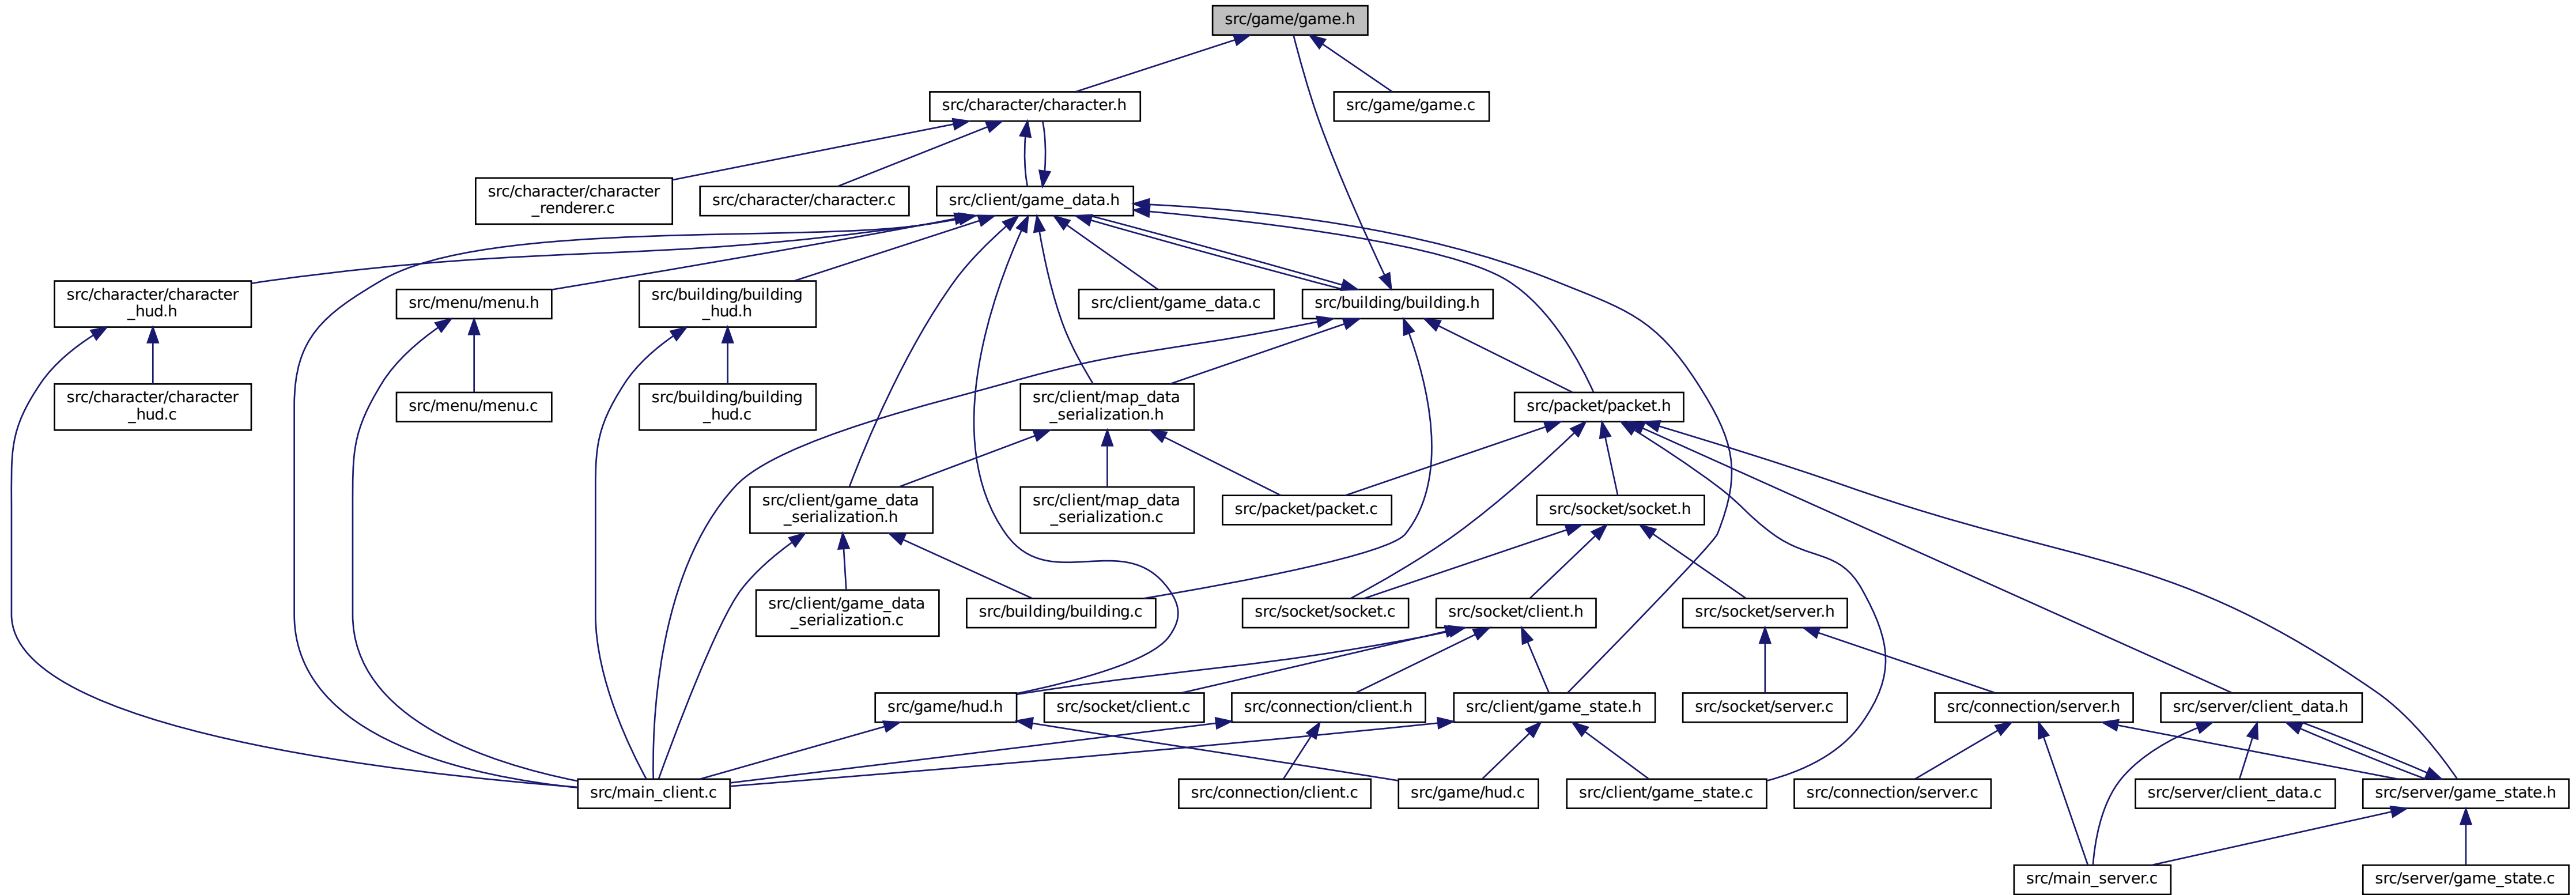 src/game/game.h
src/character/character.h
src/game/game.c
src/character/character
_renderer.c
src/character/character.c
src/client/game_data.h
src/character/character
_hud.h
src/menu/menu.h
src/building/building
_hud.h
src/client/game_data.c
src/building/building.h
src/character/character
_hud.c
src/menu/menu.c
src/building/building
_hud.c
src/client/map_data
_serialization.h
src/packet/packet.h
src/client/game_data
_serialization.h
src/client/map_data
_serialization.c
src/packet/packet.c
src/socket/socket.h
src/client/game_data
_serialization.c
src/building/building.c
src/socket/socket.c
src/socket/client.h
src/socket/server.h
src/game/hud.h
src/socket/client.c
src/connection/client.h
src/client/game_state.h
src/socket/server.c
src/connection/server.h
src/server/client_data.h
src/main_client.c
src/connection/client.c
src/game/hud.c
src/client/game_state.c
src/connection/server.c
src/server/client_data.c
src/server/game_state.h
src/main_server.c
src/server/game_state.c